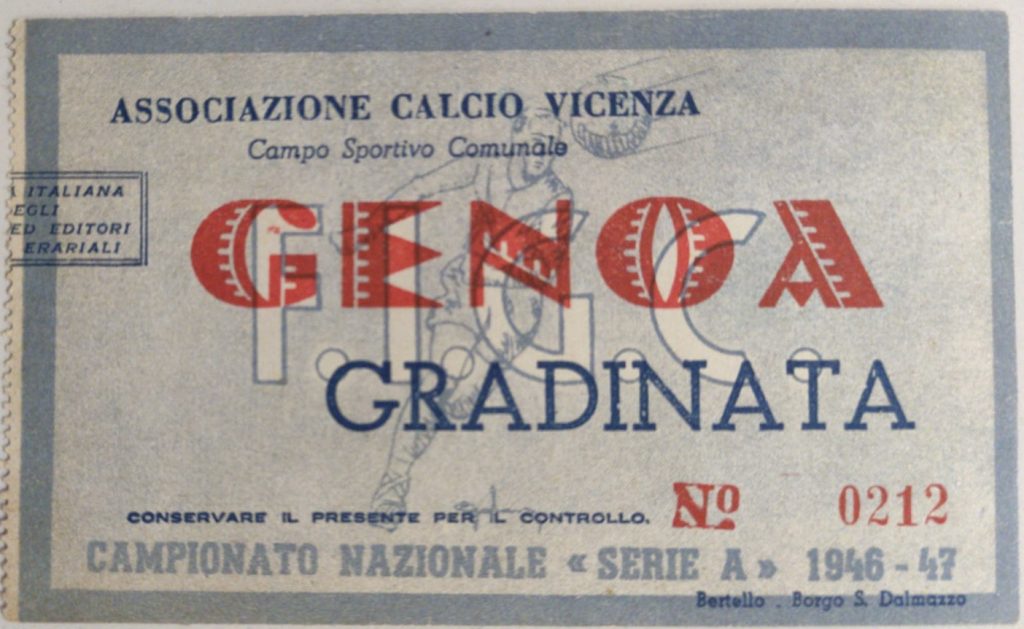 ASSOCIAZIONE CALCIO VICENZA
Campo Sportivo Comunale
ITALIANA
EGLI
ED EDITORI
ERARIALI
GENOA
F.I.G.C.
GRADINATA
Nº 0212
CONSERVARE IL PRESENTE PER IL CONTROLLO.
CAMPIONATO NAZIONALE « SERIE A » 1946 - 47
Bertello . Borgo S. Dalmazzo